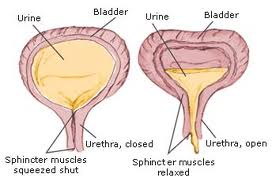 Urine
Bladder
Urethra, closed
Sphincter muscles
squeezed shut
Urine
Bladder
Urethra, open
Sphincter muscles
relaxed